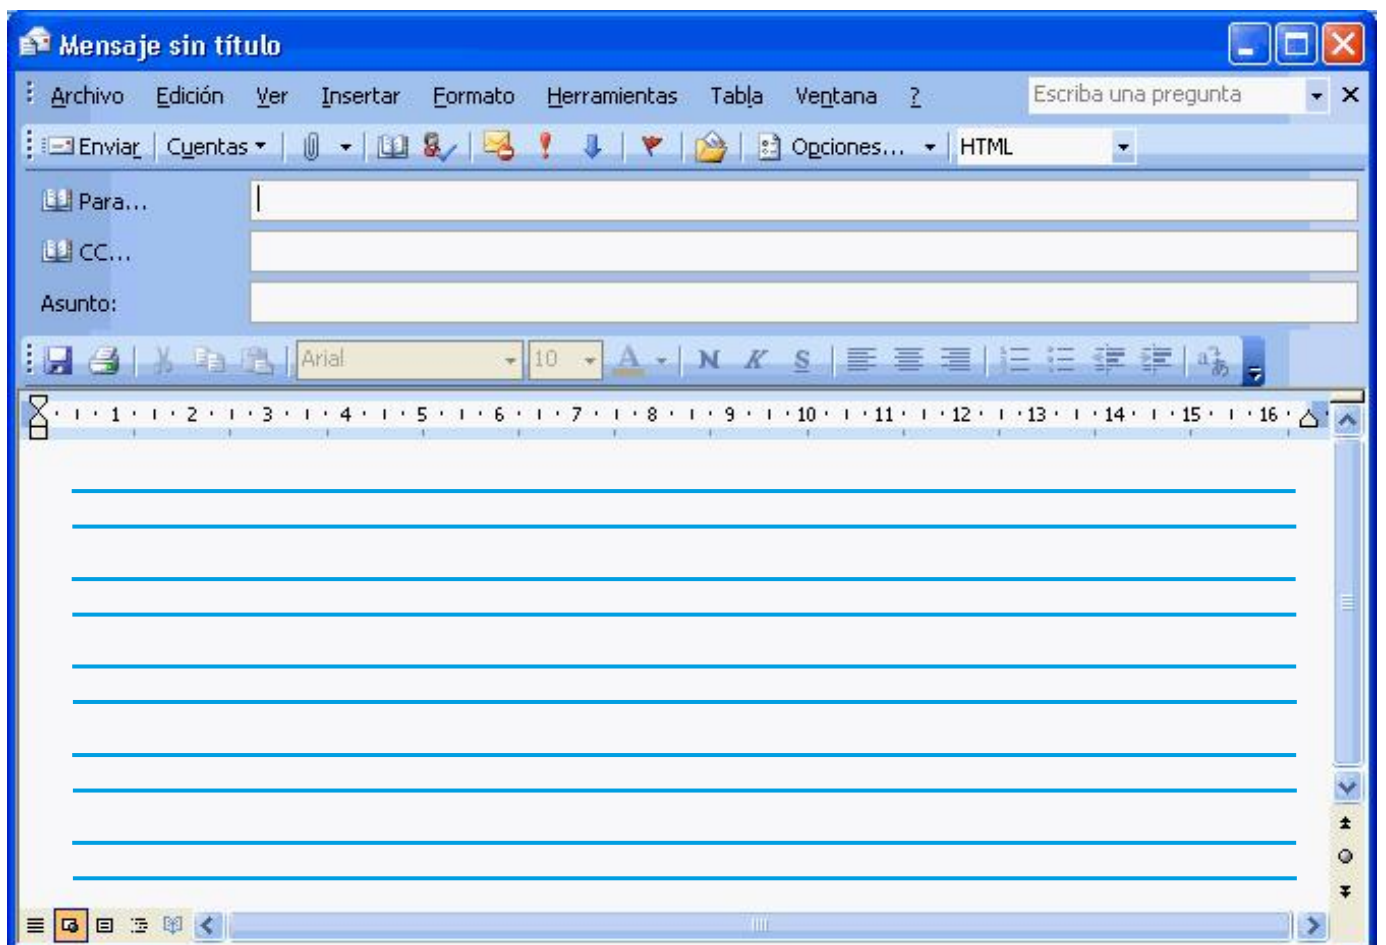 Mensaje sin título
Archivo Edición Ver Insertar Formato Herramientas Tabla Ventana ? Escriba una pregunta
Enviar Cuentas Opciones... HTML
Para...
CC...
Asunto:
Arial 10 A N K S
1 2 3 4 5 6 7 8 9 10 11 12 13 14 15 16